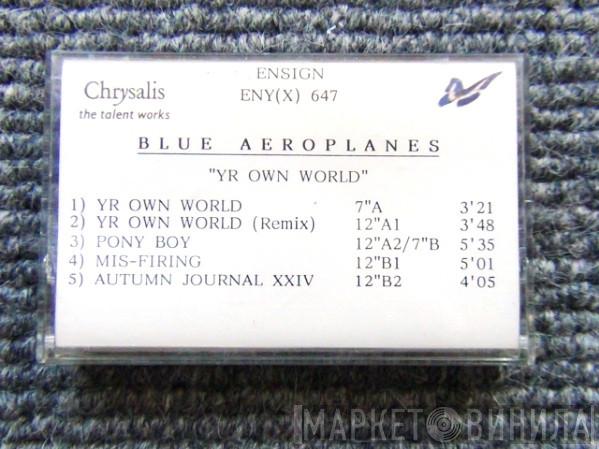 ENSIGN
Chrysalis
ENY(X) 647
the talent works
BLUE AEROPLANES
"YR OWN WORLD"
1) YR OWN WORLD 7"A 3'21
2) YR OWN WORLD (Remix) 12"A1 3'48
3) PONY BOY 12"A2/7"B 5'35
4) MIS-FIRING 12"B1 5'01
5) AUTUMN JOURNAL XXIV 12"B2 4'05
МАРКЕТ ВИНИЛА